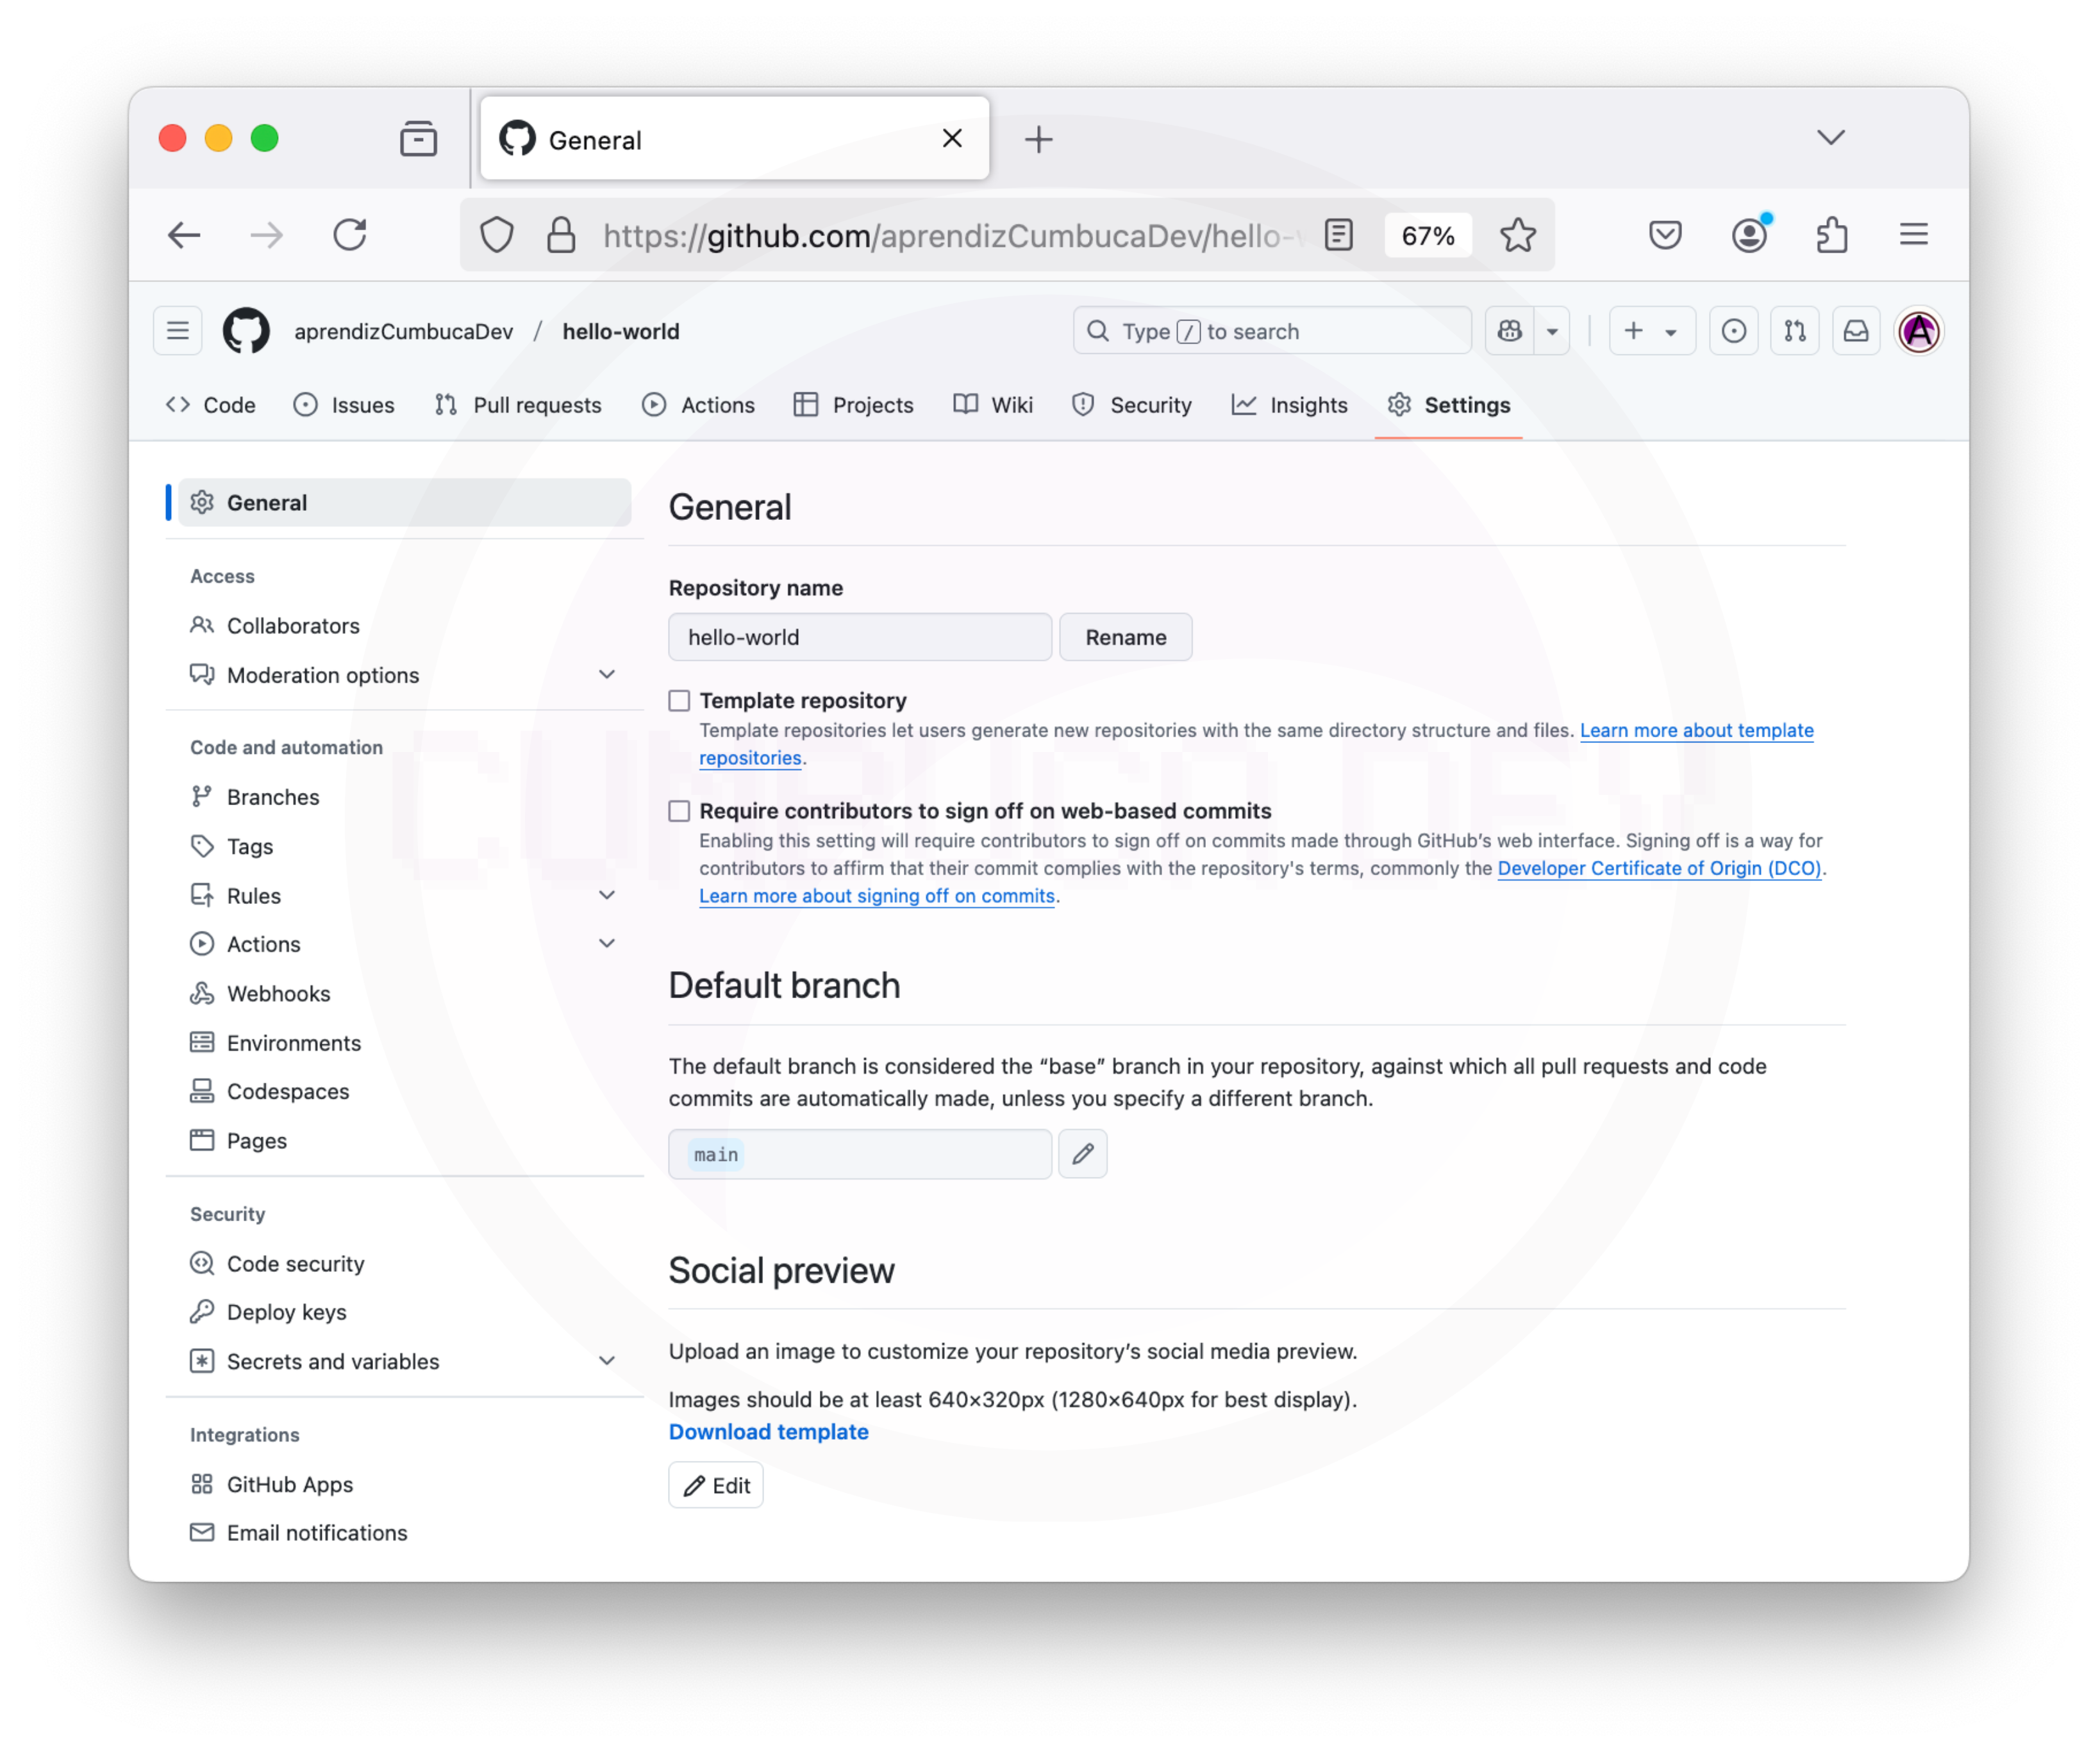 General
https://github.com/aprendizCumbucaDev/hello-
67%
aprendizCumbucaDev / hello-world
Type / to search
Code Issues Pull requests Actions Projects Wiki Security Insights Settings
General
Access
Collaborators
Moderation options
Code and automation
Branches
Tags
Rules
Actions
Webhooks
Environments
Codespaces
Pages
Security
Code security
Deploy keys
Secrets and variables
Integrations
GitHub Apps
Email notifications
General
Repository name
hello-world Rename
Template repository
Template repositories let users generate new repositories with the same directory structure and files. Learn more about template
repositories.
Require contributors to sign off on web-based commits
Enabling this setting will require contributors to sign off on commits made through GitHub’s web interface. Signing off is a way for
contributors to affirm that their commit complies with the repository's terms, commonly the Developer Certificate of Origin (DCO).
Learn more about signing off on commits.
Default branch
The default branch is considered the “base” branch in your repository, against which all pull requests and code
commits are automatically made, unless you specify a different branch.
main
Social preview
Upload an image to customize your repository’s social media preview.
Images should be at least 640×320px (1280×640px for best display).
Download template
Edit
CUMBUCA DEV